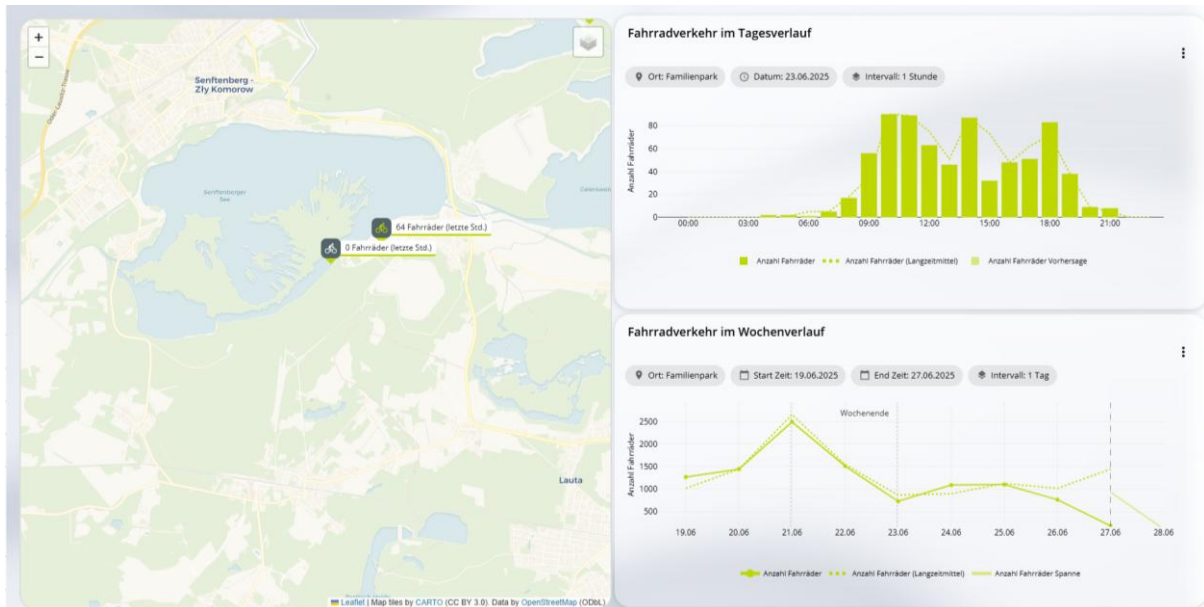 +
−
Senftenberg -
Zły Komorow
Senftenberger
See
64 Fahrräder (letzte Std.)
0 Fahrräder (letzte Std.)
Lauta
Leaflet | Map tiles by CARTO (CC BY 3.0). Data by OpenStreetMap (ODbL)
Fahrradverkehr im Tagesverlauf
Ort: Familienpark
Datum: 23.06.2025
Intervall: 1 Stunde
Anzahl Fahrräder
80
60
40
20
0
00:00 03:00 06:00 09:00 12:00 15:00 18:00 21:00
Anzahl Fahrräder Anzahl Fahrräder (Langzeitmittel) Anzahl Fahrräder Vorhersage
Fahrradverkehr im Wochenverlauf
Ort: Familienpark
Start Zeit: 19.06.2025
End Zeit: 27.06.2025
Intervall: 1 Tag
Wochenende
Anzahl Fahrräder
2500
2000
1500
1000
500
19.06 20.06 21.06 22.06 23.06 24.06 25.06 26.06 27.06 28.06
Anzahl Fahrräder Anzahl Fahrräder (Langzeitmittel) Anzahl Fahrräder Spanne